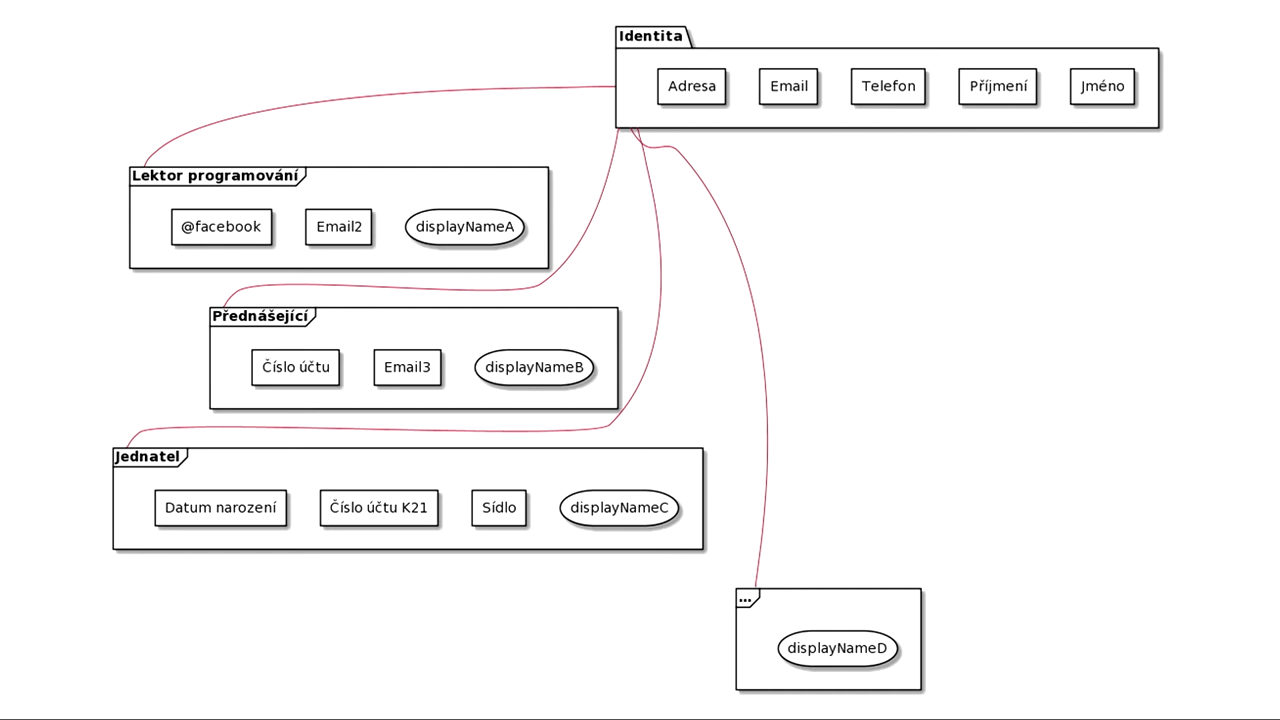 Identita
Adresa Email Telefon Příjmení Jméno
Lektor programování
@facebook Email2 displayNameA
Přednášející
Číslo účtu Email3 displayNameB
Jednatel
Datum narození Číslo účtu K21 Sídlo displayNameC
...
displayNameD